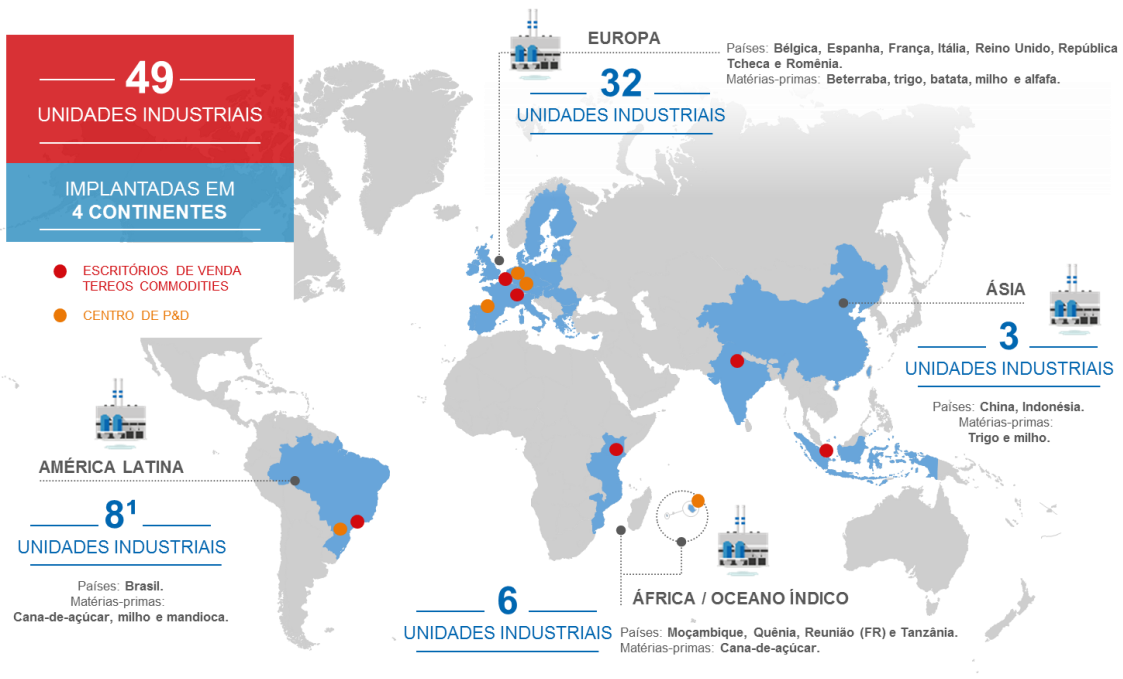 49
UNIDADES INDUSTRIAIS
IMPLANTADAS EM
4 CONTINENTES
ESCRITÓRIOS DE VENDA
TEREOS COMMODITIES
CENTRO DE P&D
EUROPA
32
UNIDADES INDUSTRIAIS
Países: Bélgica, Espanha, França, Itália, Reino Unido, República
Tcheca e Romênia.
Matérias-primas: Beterraba, trigo, batata, milho e alfafa.
ÁSIA
3
UNIDADES INDUSTRIAIS
Países: China, Indonésia.
Matérias-primas:
Trigo e milho.
AMÉRICA LATINA
8¹
UNIDADES INDUSTRIAIS
Países: Brasil.
Matérias-primas:
Cana-de-açúcar, milho e mandioca.
ÁFRICA / OCEANO ÍNDICO
6
UNIDADES INDUSTRIAIS
Países: Moçambique, Quênia, Reunião (FR) e Tanzânia.
Matérias-primas: Cana-de-açúcar.